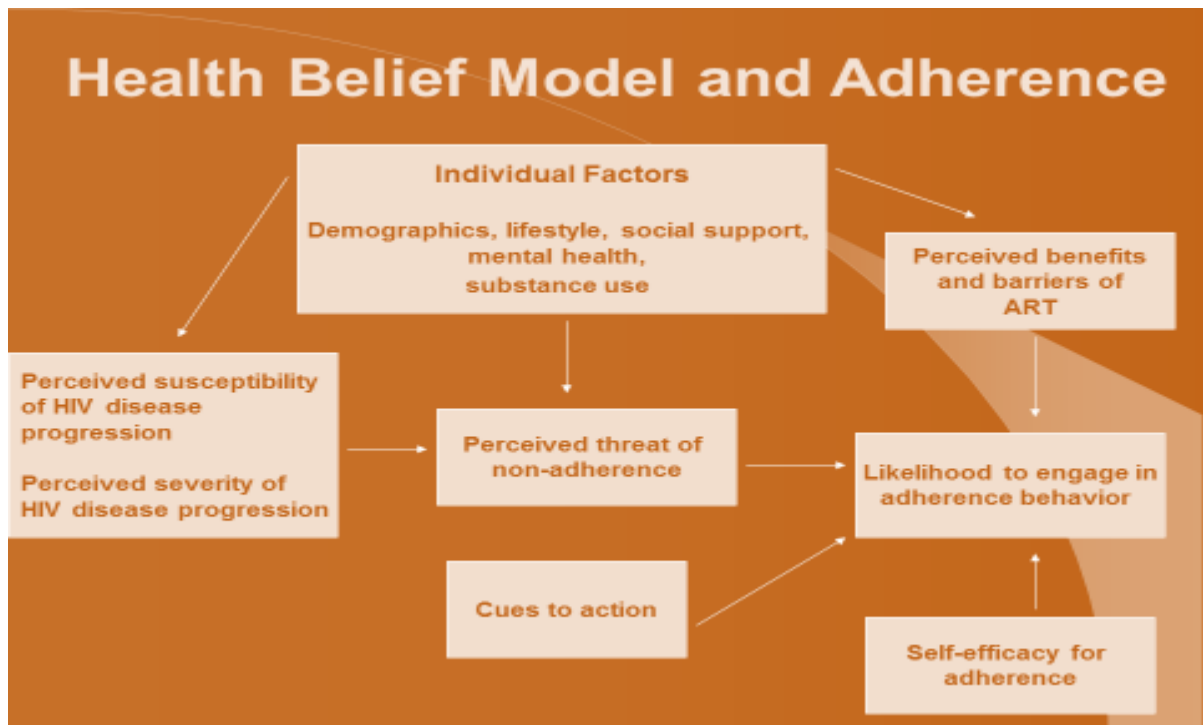 Health Belief Model and Adherence
Individual Factors
Demographics, lifestyle, social support,
mental health,
substance use
Perceived benefits
and barriers of
ART
Perceived susceptibility
of HIV disease
progression
Perceived severity of
HIV disease progression
Perceived threat of
non-adherence
Likelihood to engage in
adherence behavior
Cues to action
Self-efficacy for
adherence